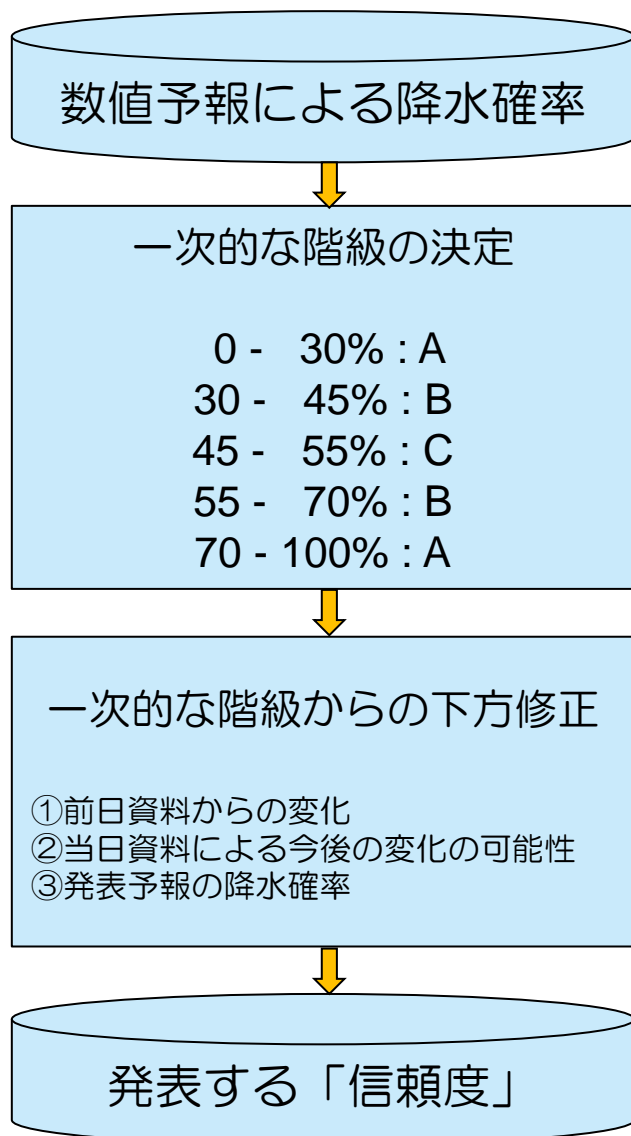 数値予報による降水確率
一次的な階級の決定
0 - 30% : A
30 - 45% : B
45 - 55% : C
55 - 70% : B
70 - 100% : A
一次的な階級からの下方修正
①前日資料からの変化
②当日資料による今後の変化の可能性
③発表予報の降水確率
発表する「信頼度」